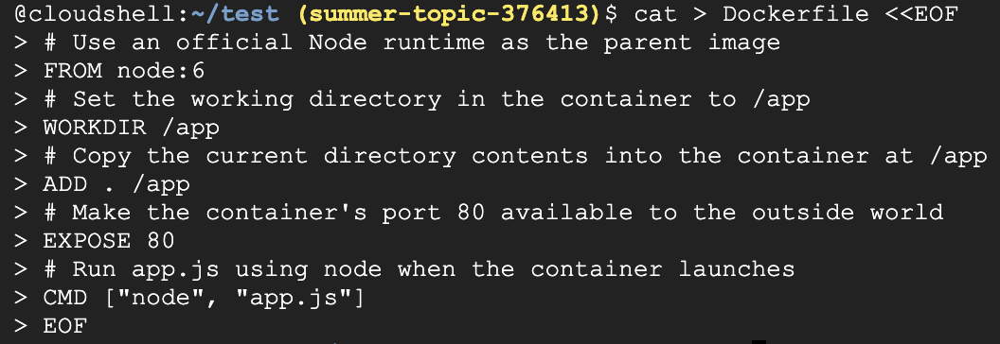 @cloudshell:~/test (summer-topic-376413)$ cat > Dockerfile <<EOF
> # Use an official Node runtime as the parent image
> FROM node:6
> # Set the working directory in the container to /app
> WORKDIR /app
> # Copy the current directory contents into the container at /app
> ADD . /app
> # Make the container's port 80 available to the outside world
> EXPOSE 80
> # Run app.js using node when the container launches
> CMD ["node", "app.js"]
> EOF